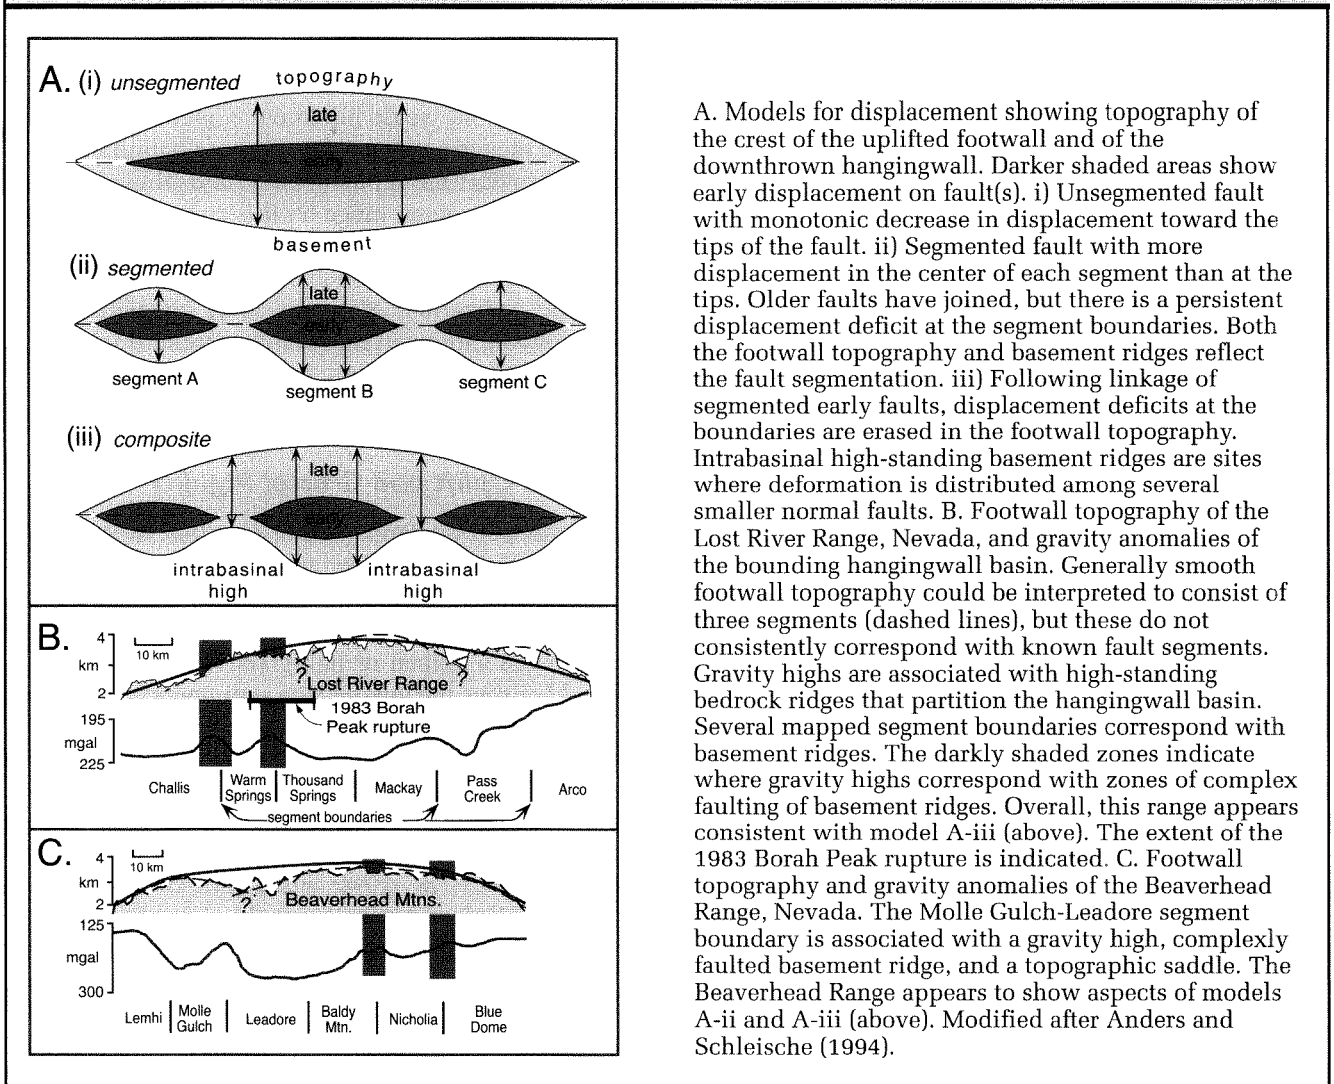 A. (i) unsegmented
topography
late
early
basement
(ii) segmented
late
early
segment A
segment B
segment C
(iii) composite
late
early
intrabasinal
high
intrabasinal
high
B.
4
km
2
10 km
?
?
Lost River Range
1983 Borah
Peak rupture
195
mgal
225
Challis
Warm
Springs
Thousand
Springs
Mackay
Pass
Creek
Arco
segment boundaries
C.
4
km
2
10 km
?
Beaverhead Mtns.
125
mgal
300
Lemhi
Molle
Gulch
Leadore
Baldy
Mtn.
Nicholia
Blue
Dome
A. Models for displacement showing topography of
the crest of the uplifted footwall and of the
downthrown hangingwall. Darker shaded areas show
early displacement on fault(s). i) Unsegmented fault
with monotonic decrease in displacement toward the
tips of the fault. ii) Segmented fault with more
displacement in the center of each segment than at the
tips. Older faults have joined, but there is a persistent
displacement deficit at the segment boundaries. Both
the footwall topography and basement ridges reflect
the fault segmentation. iii) Following linkage of
segmented early faults, displacement deficits at the
boundaries are erased in the footwall topography.
Intrabasinal high-standing basement ridges are sites
where deformation is distributed among several
smaller normal faults. B. Footwall topography of the
Lost River Range, Nevada, and gravity anomalies of
the bounding hangingwall basin. Generally smooth
footwall topography could be interpreted to consist of
three segments (dashed lines), but these do not
consistently correspond with known fault segments.
Gravity highs are associated with high-standing
bedrock ridges that partition the hangingwall basin.
Several mapped segment boundaries correspond with
basement ridges. The darkly shaded zones indicate
where gravity highs correspond with zones of complex
faulting of basement ridges. Overall, this range appears
consistent with model A-iii (above). The extent of the
1983 Borah Peak rupture is indicated. C. Footwall
topography and gravity anomalies of the Beaverhead
Range, Nevada. The Molle Gulch-Leadore segment
boundary is associated with a gravity high, complexly
faulted basement ridge, and a topographic saddle. The
Beaverhead Range appears to show aspects of models
A-ii and A-iii (above). Modified after Anders and
Schleische (1994).